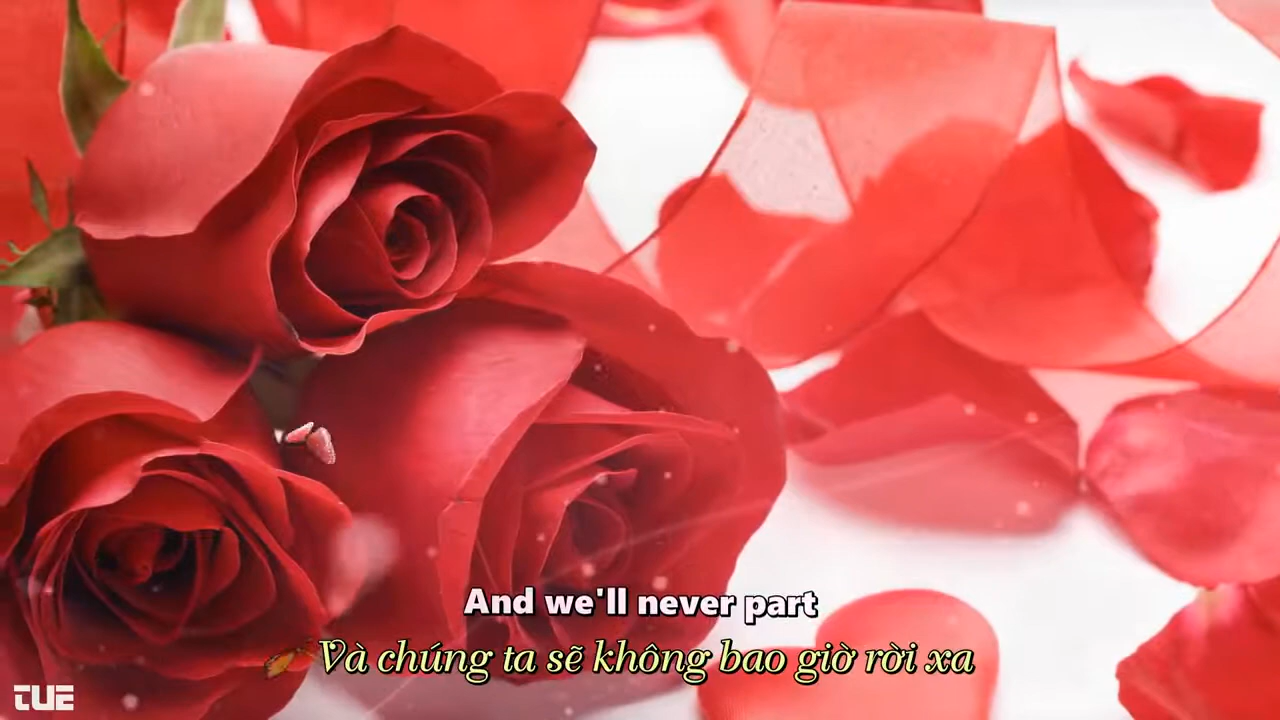 And we'll never part
Và chúng ta sẽ không bao giờ rời xa
TUE